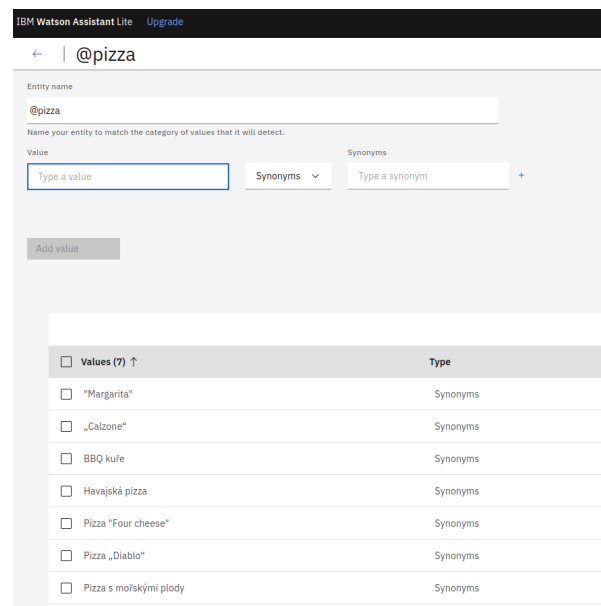 IBM Watson Assistant Lite Upgrade
← | @pizza
Entity name
@pizza
Name your entity to match the category of values that it will detect.
Value Synonyms
Type a value Synonyms Type a synonym +
Add value
Values (7) ↑ Type
"Margarita" Synonyms
„Calzone“ Synonyms
BBQ kuře Synonyms
Havajská pizza Synonyms
Pizza "Four cheese" Synonyms
Pizza „Diablo“ Synonyms
Pizza s mořskými plody Synonyms